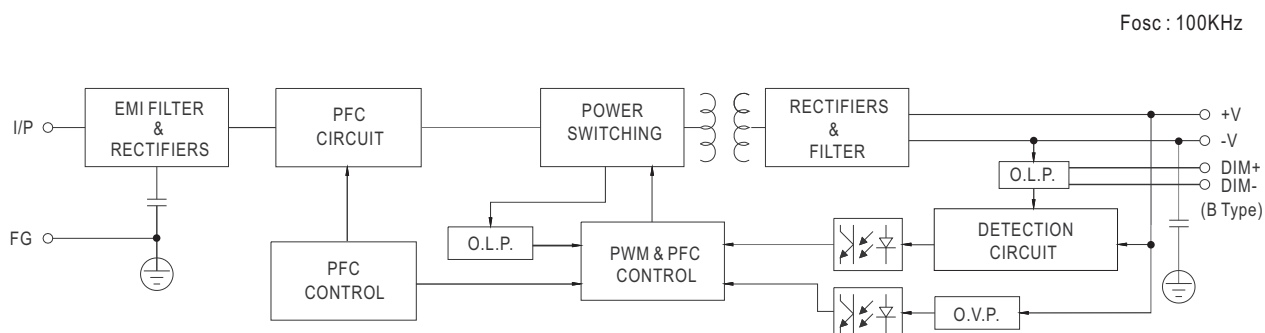 Fosc : 100KHz
I/P
EMI FILTER
&
RECTIFIERS
PFC
CIRCUIT
POWER
SWITCHING
RECTIFIERS
&
FILTER
+V
-V
DIM+
DIM-
(B Type)
O.L.P.
FG
O.L.P.
PFC
CONTROL
PWM & PFC
CONTROL
DETECTION
CIRCUIT
O.V.P.